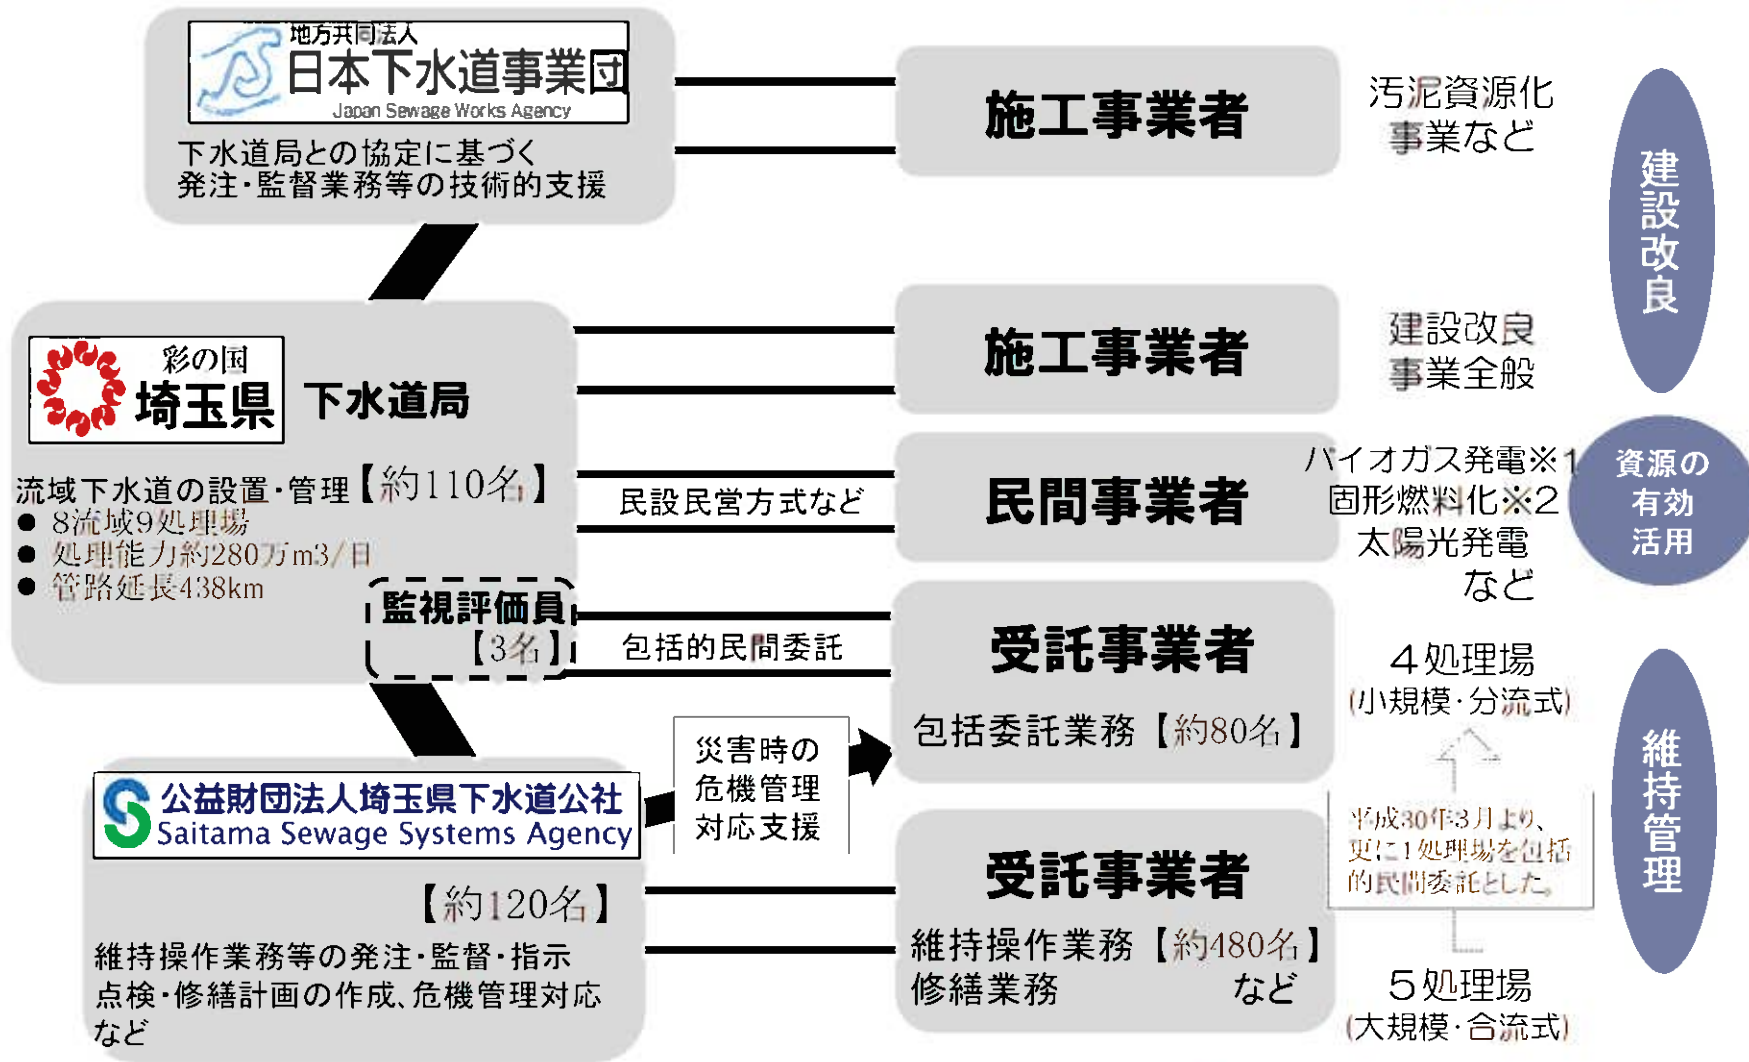 地方共同法人
日本下水道事業団
Japan Sewage Works Agency
下水道局との協定に基づく
発注・監督業務等の技術的支援
施工事業者
汚泥資源化
事業など
建設改良
彩の国
埼玉県
下水道局
流域下水道の設置・管理【約110名】
● 8流域9処理場
● 処理能力約280万m3/日
● 管路延長438km
施工事業者
建設改良
事業全般
民設民営方式など
民間事業者
バイオガス発電※1
固形燃料化※2
太陽光発電
など
資源の
有効
活用
監視評価員
【3名】
包括的民間委託
受託事業者
包括委託業務【約80名】
4処理場
(小規模・分流式)
維持管理
公益財団法人埼玉県下水道公社
Saitama Sewage Systems Agency
【約120名】
維持操作業務等の発注・監督・指示
点検・修繕計画の作成、危機管理対応
など
災害時の
危機管理
対応支援
受託事業者
維持操作業務【約480名】
修繕業務 など
平成30年3月より、
更に1処理場を包括
的民間委託とした。
5処理場
(大規模・合流式)